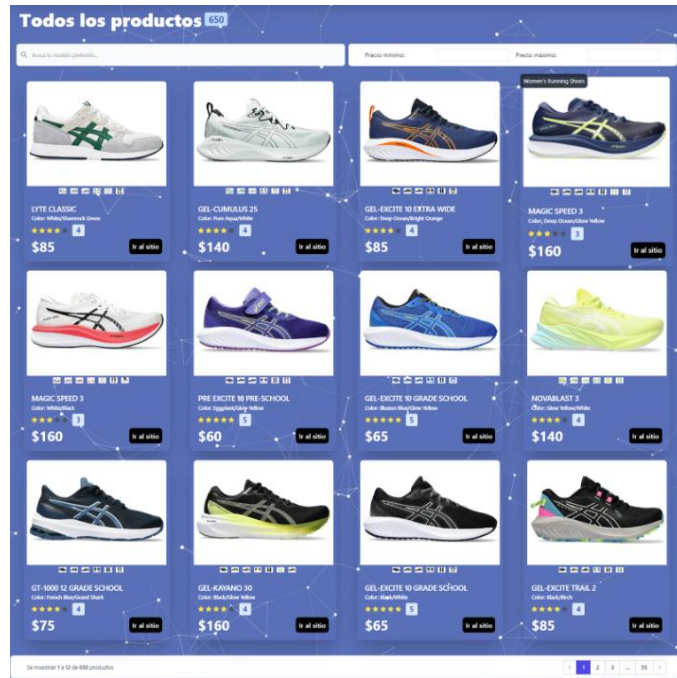 Todos los productos 650
Busca tu modelo preferido...
Precio mínimo:
Precio máximo:
Women's Running Shoes
LYTE CLASSIC
Color: White/Shamrock Green
4
$85
Ir al sitio
GEL-CUMULUS 25
Color: Pure Aqua/White
4
$140
Ir al sitio
GEL-EXCITE 10 EXTRA WIDE
Color: Deep Ocean/Bright Orange
4
$85
Ir al sitio
MAGIC SPEED 3
Color: Deep Ocean/Glow Yellow
3
$160
Ir al sitio
MAGIC SPEED 3
Color: White/Black
3
$160
Ir al sitio
PRE EXCITE 10 PRE-SCHOOL
Color: Eggplant/Glow Yellow
5
$60
Ir al sitio
GEL-EXCITE 10 GRADE SCHOOL
Color: Illusion Blue/Glow Yellow
5
$65
Ir al sitio
NOVABLAST 3
Color: Glow Yellow/White
4
$140
Ir al sitio
GT-1000 12 GRADE SCHOOL
Color: French Blue/Gunmetal Shark
4
$75
Ir al sitio
GEL-KAYANO 30
Color: Black/Glow Yellow
4
$160
Ir al sitio
GEL-EXCITE 10 GRADE SCHOOL
Color: Black/White
5
$65
Ir al sitio
GEL-EXCITE TRAIL 2
Color: Black/Birch
4
$85
Ir al sitio
Se muestran 1 a 12 de 650 productos
< 1 2 3 ... 55 >